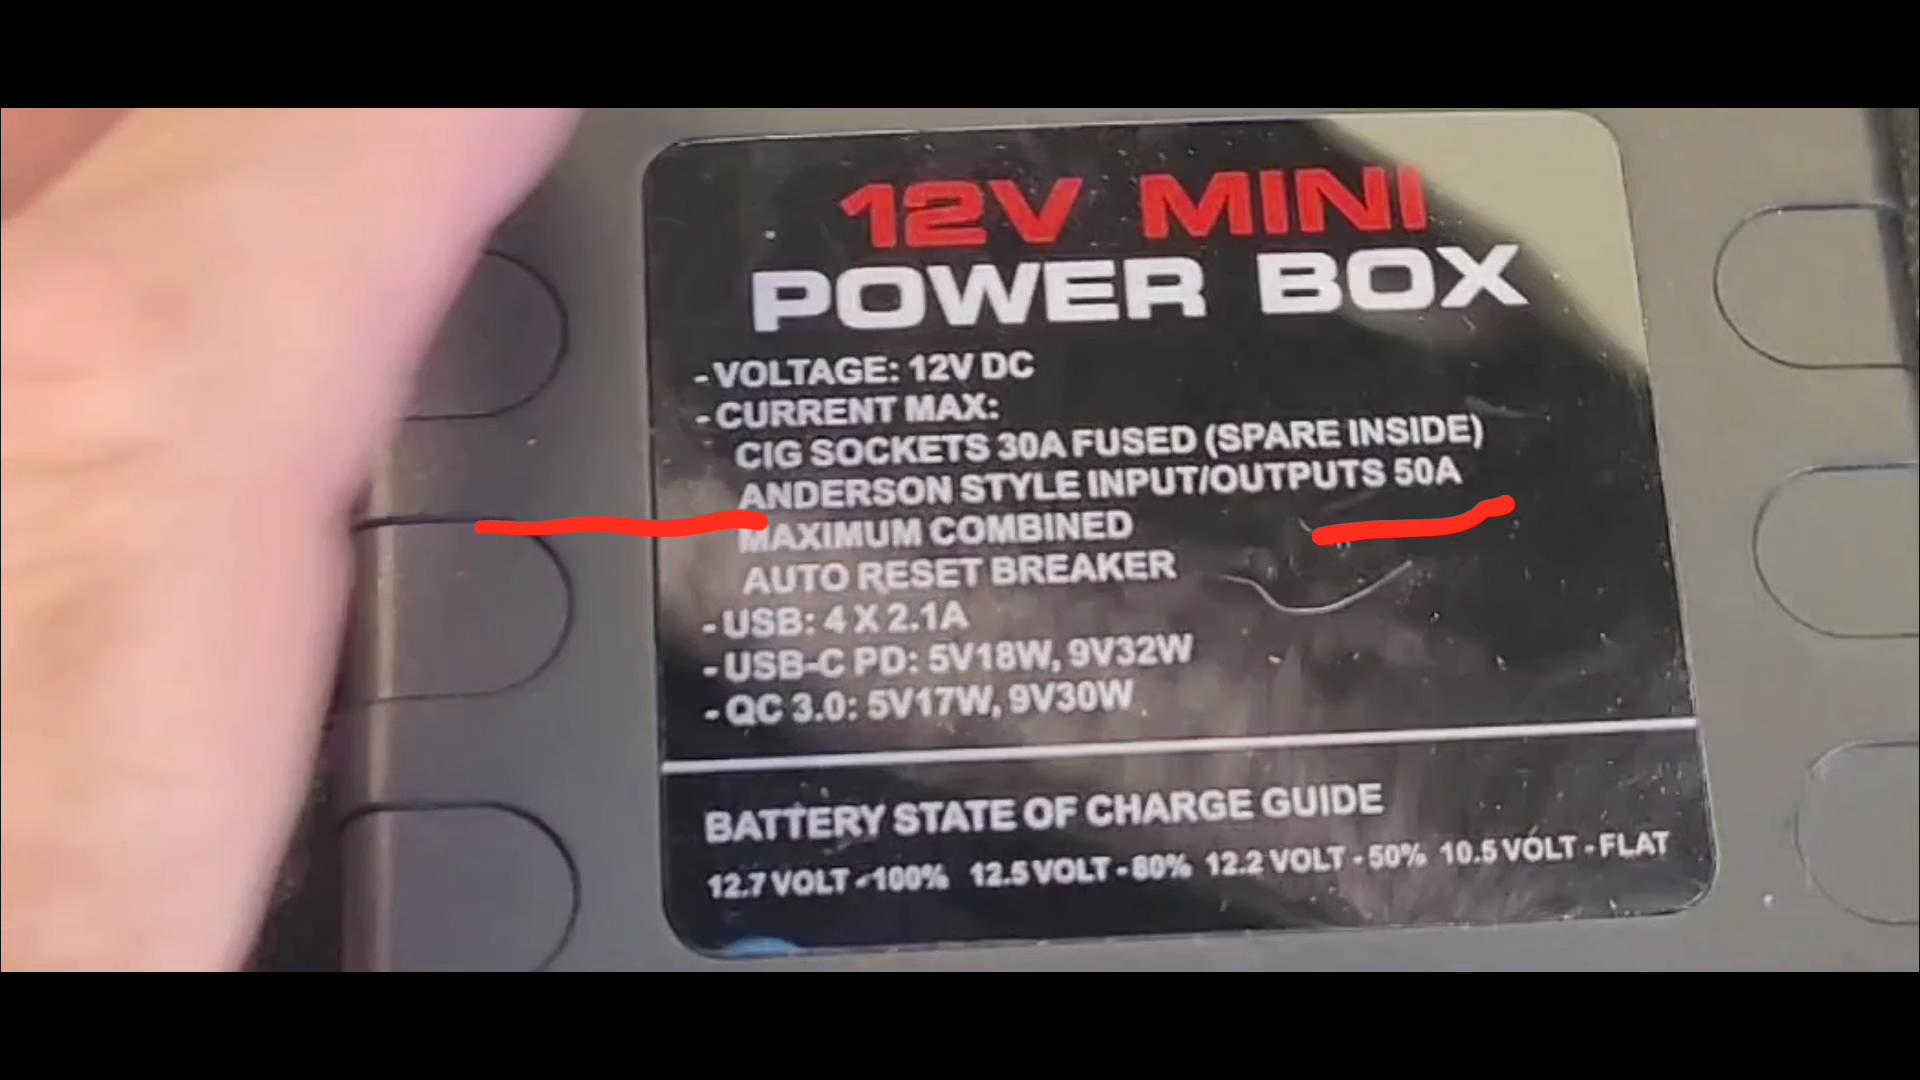 12V MINI
POWER BOX
- VOLTAGE: 12V DC
- CURRENT MAX:
CIG SOCKETS 30A FUSED (SPARE INSIDE)
ANDERSON STYLE INPUT/OUTPUTS 50A
MAXIMUM COMBINED
AUTO RESET BREAKER
- USB: 4 X 2.1A
- USB-C PD: 5V18W, 9V32W
- QC 3.0: 5V17W, 9V30W
BATTERY STATE OF CHARGE GUIDE
12.7 VOLT - 100% 12.5 VOLT - 80% 12.2 VOLT - 50% 10.5 VOLT - FLAT